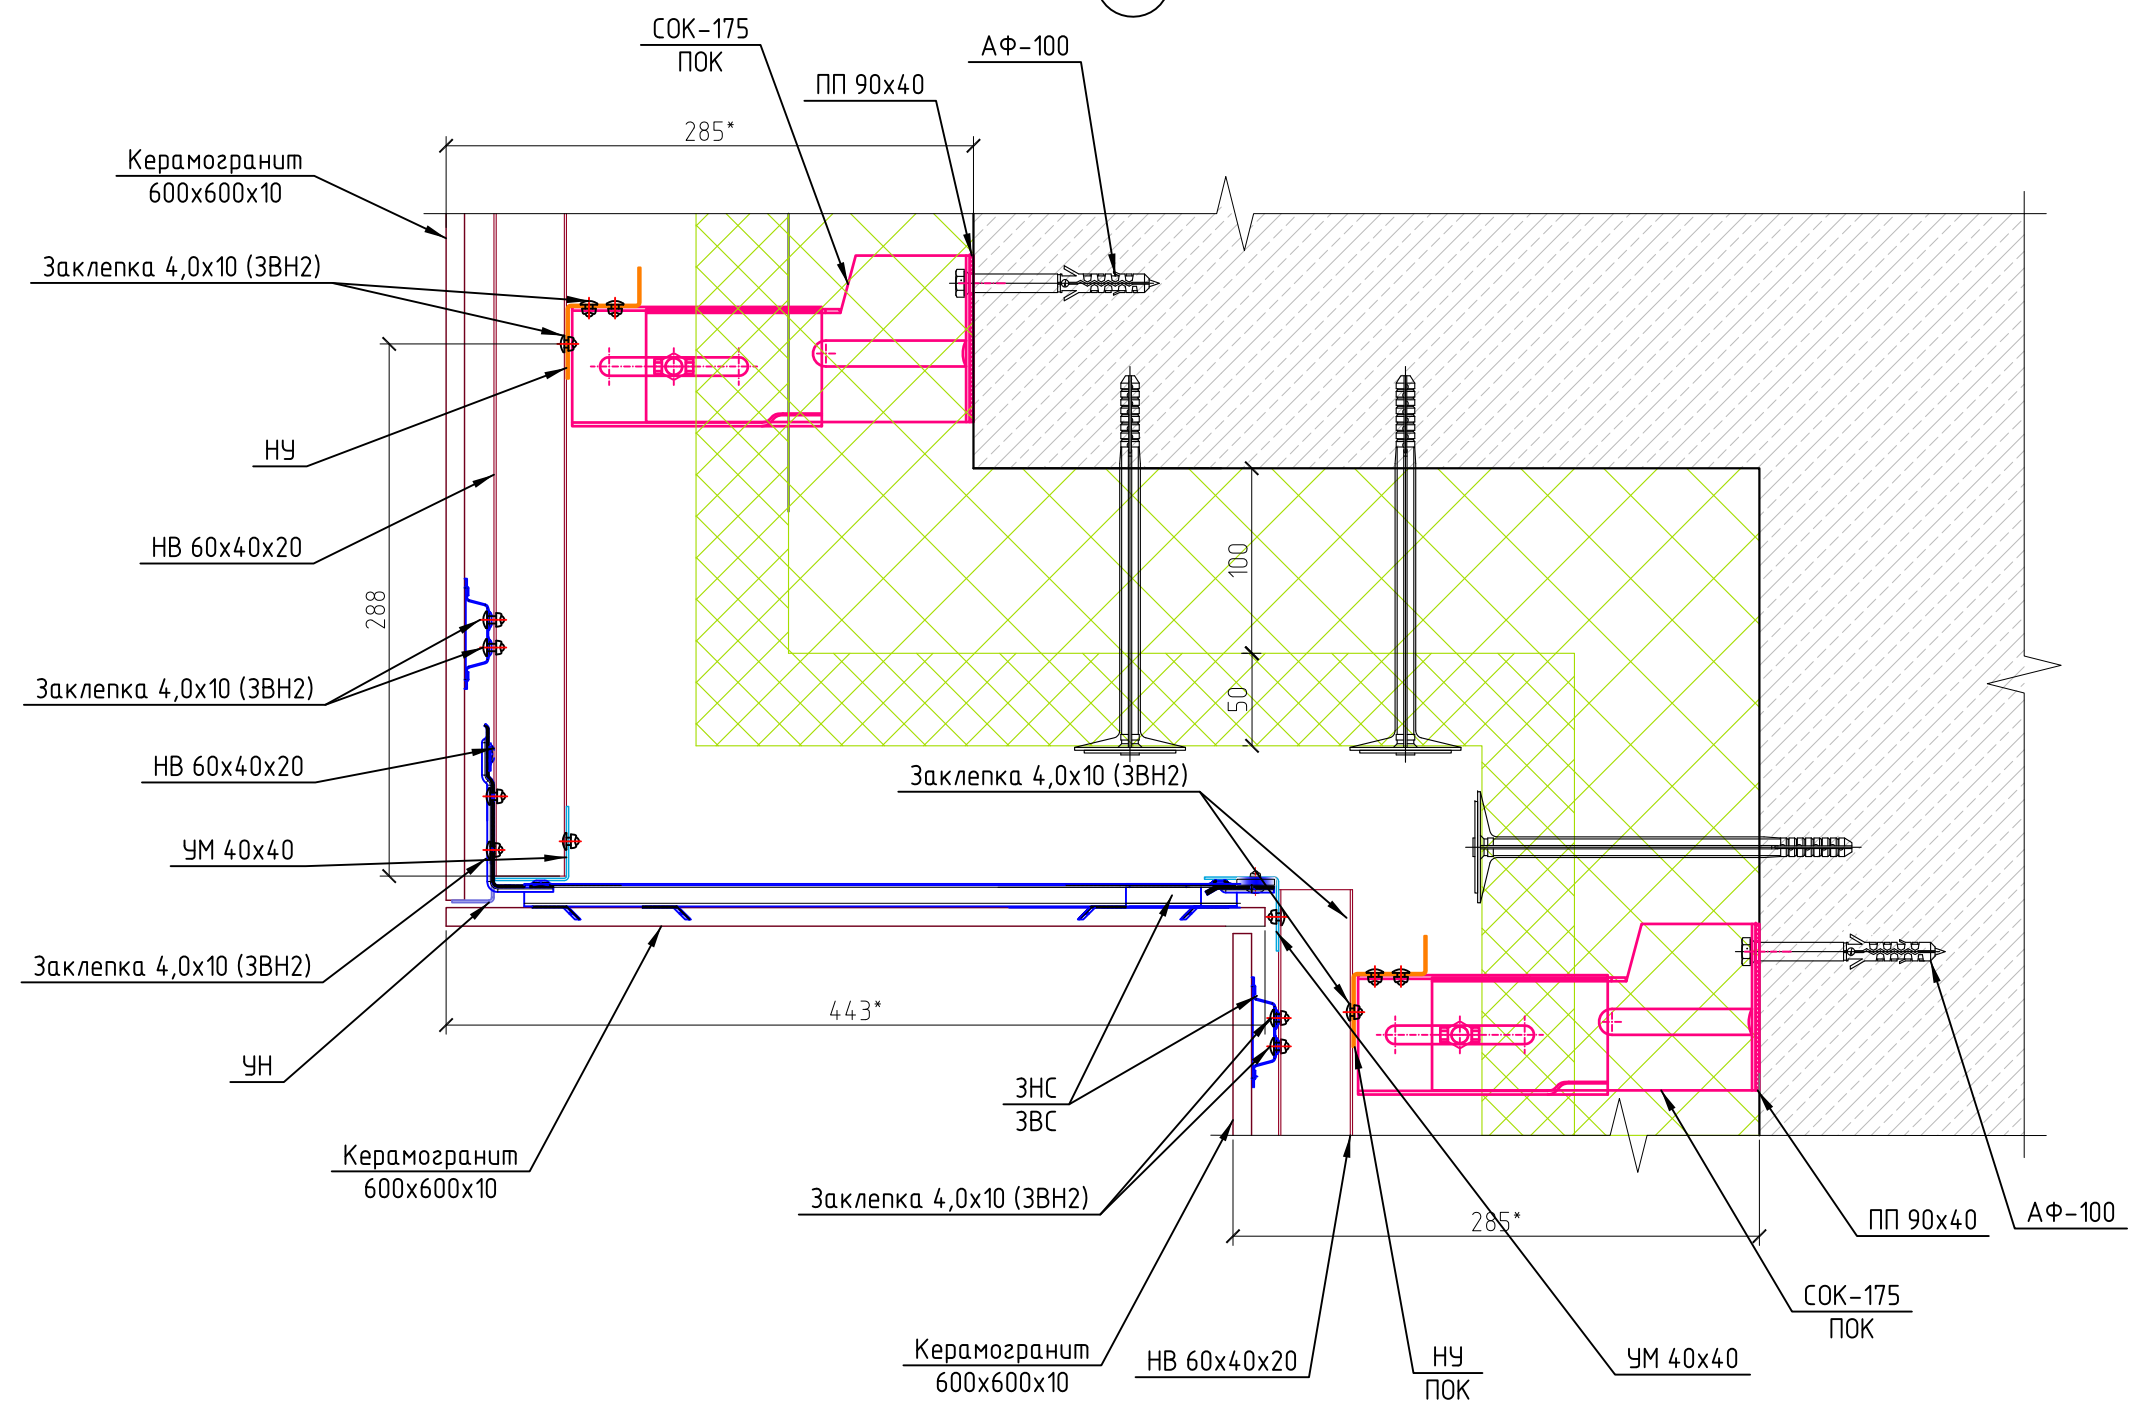 СОК-175
ПОК
АФ-100
ПП 90х40
285*
Керамогранит
600х600х10
Заклепка 4,0х10 (ЗВН2)
НУ
НВ 60х40х20
288
100
Заклепка 4,0х10 (ЗВН2)
50
НВ 60х40х20
Заклепка 4,0х10 (ЗВН2)
УМ 40х40
Заклепка 4,0х10 (ЗВН2)
443*
УН
ЗНС
ЗВС
Керамогранит
600х600х10
Заклепка 4,0х10 (ЗВН2)
285*
ПП 90х40
АФ-100
СОК-175
ПОК
Керамогранит
600х600х10
НВ 60х40х20
НУ
ПОК
УМ 40х40